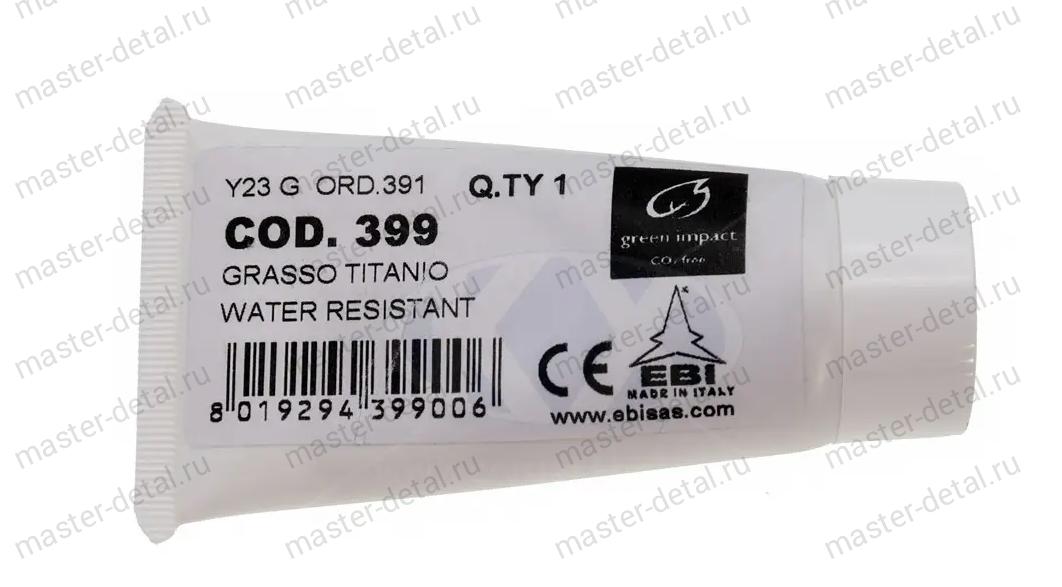 Y23 G ORD.391 Q.TY 1
COD. 399
GRASSO TITANIO
WATER RESISTANT
8 019294 399006
green impact
CO₂ free
CE
EBI
MADE IN ITALY
www.ebisas.com
master-detal.ru